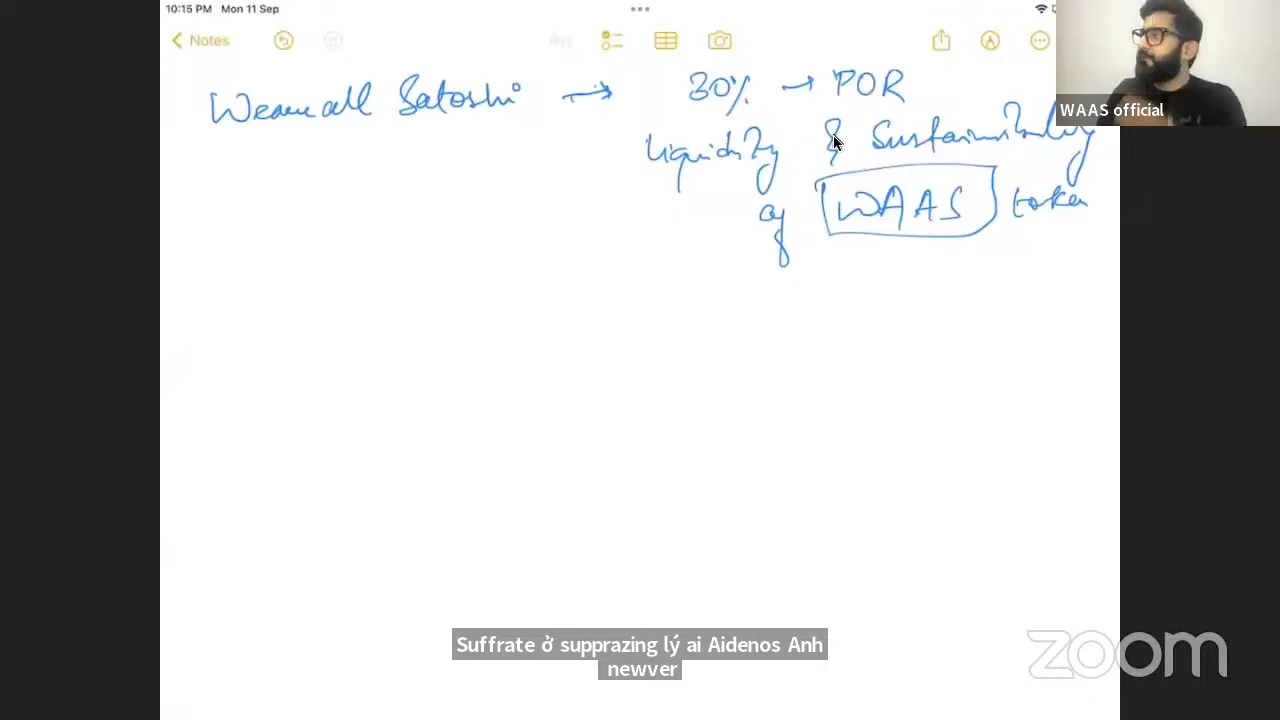 10:15 PM Mon 11 Sep
Notes
Aa
WAAS official
We are all Satoshi → 30% → POR
liquidity & Sustainability
of WAAS token
Suffrate ở supprazing lý ai Aidenos Anh
newver
zoom